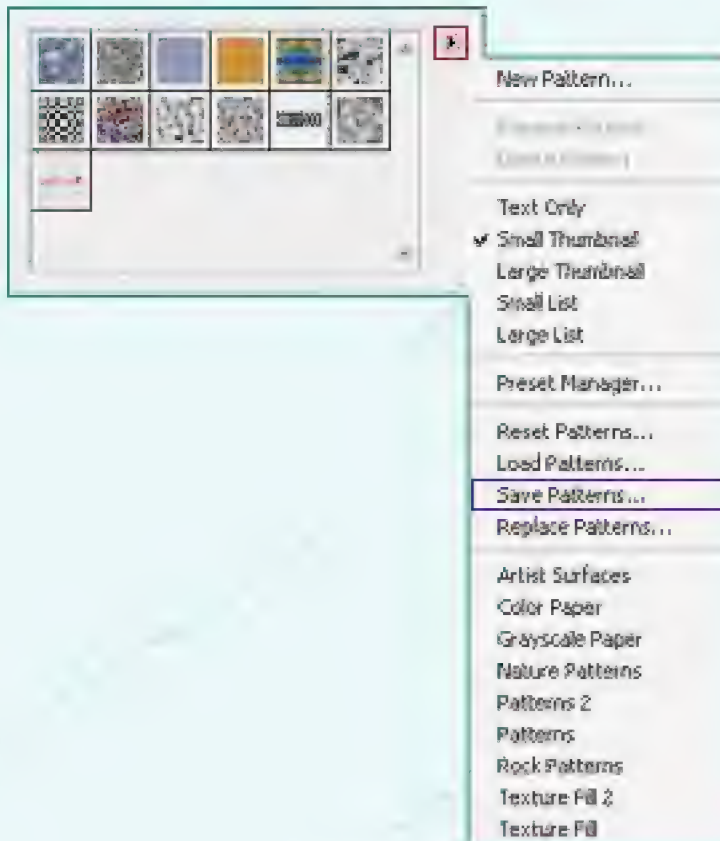 New Pattern...
Text Only
Small Thumbnail
Large Thumbnail
Small List
Large List
Preset Manager...
Reset Patterns...
Load Patterns...
Save Patterns...
Replace Patterns...
Artist Surfaces
Color Paper
Grayscale Paper
Nature Patterns
Patterns 2
Patterns
Rock Patterns
Texture Fill 2
Texture Fill